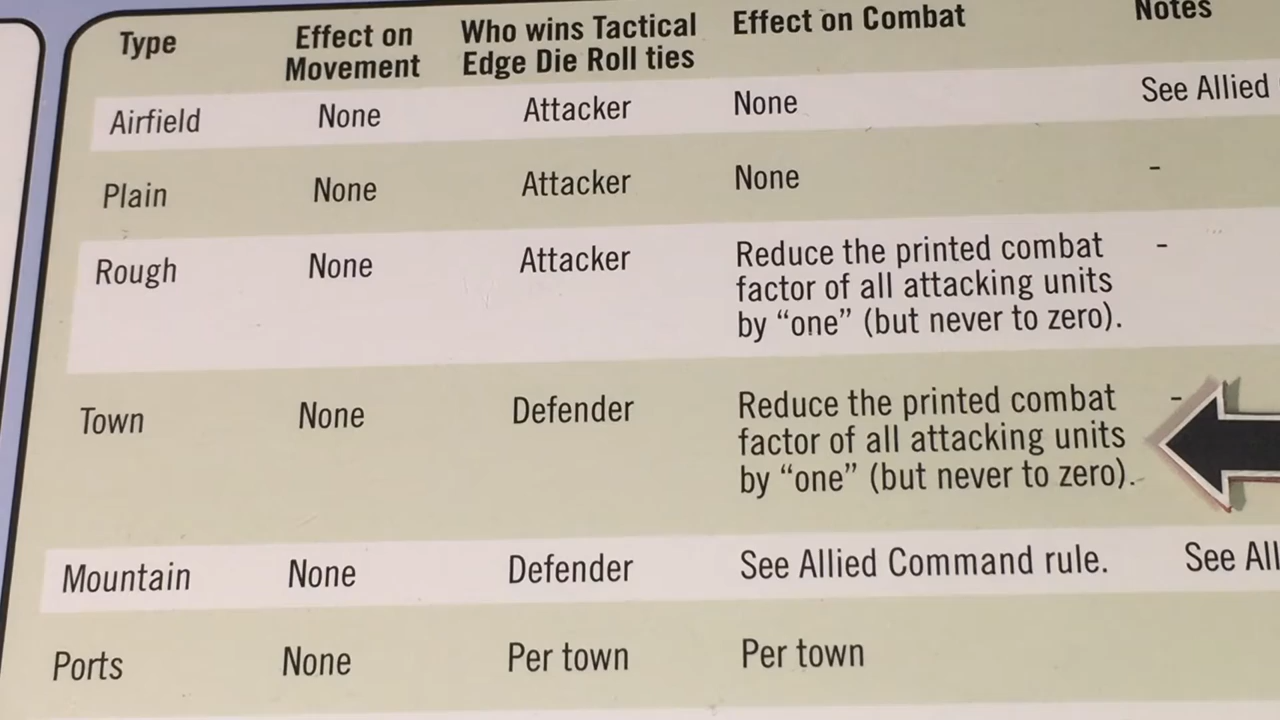 Type Effect on Movement Who wins Tactical Edge Die Roll ties Effect on Combat Notes
Airfield None Attacker None See Allied
Plain None Attacker None -
Rough None Attacker Reduce the printed combat -
factor of all attacking units
by “one” (but never to zero).
Town None Defender Reduce the printed combat -
factor of all attacking units
by “one” (but never to zero).
Mountain None Defender See Allied Command rule. See All
Ports None Per town Per town